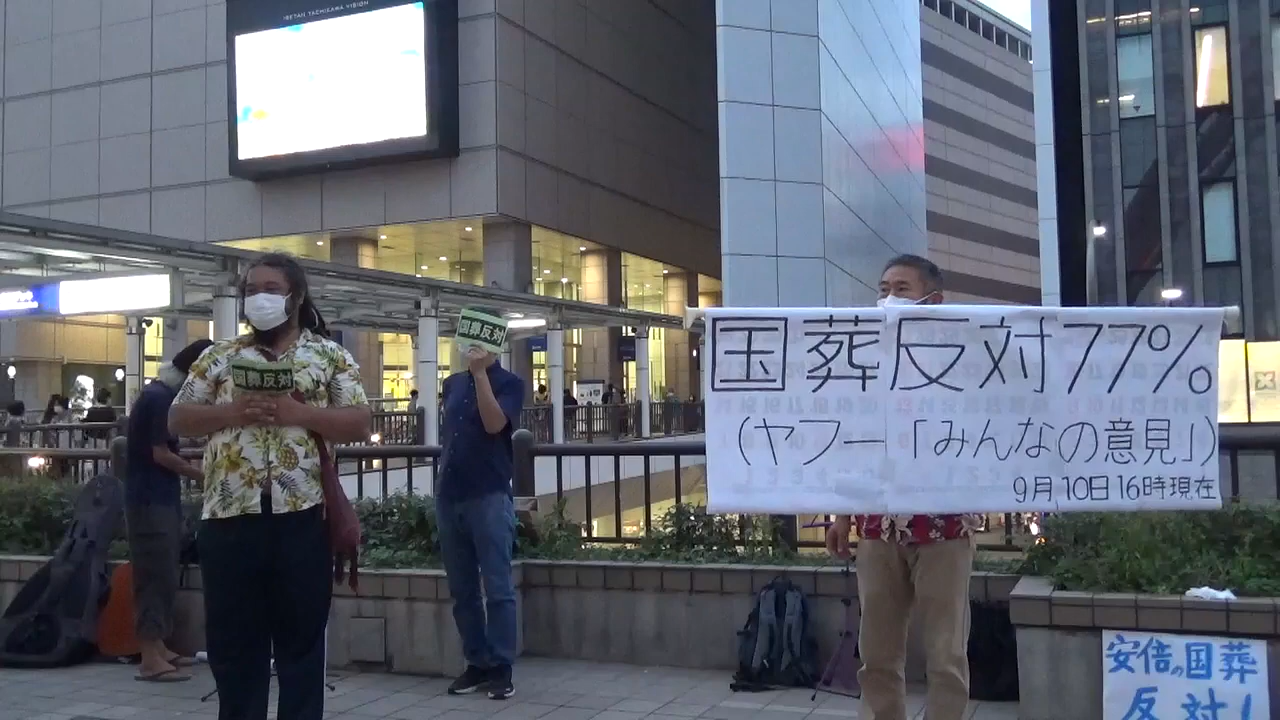 ISETAN TACHIKAWA VISION
国葬反対
国葬反対
国葬反対77%
(ヤフー「みんなの意見」)
9月10日16時現在
安倍の国葬
反対!